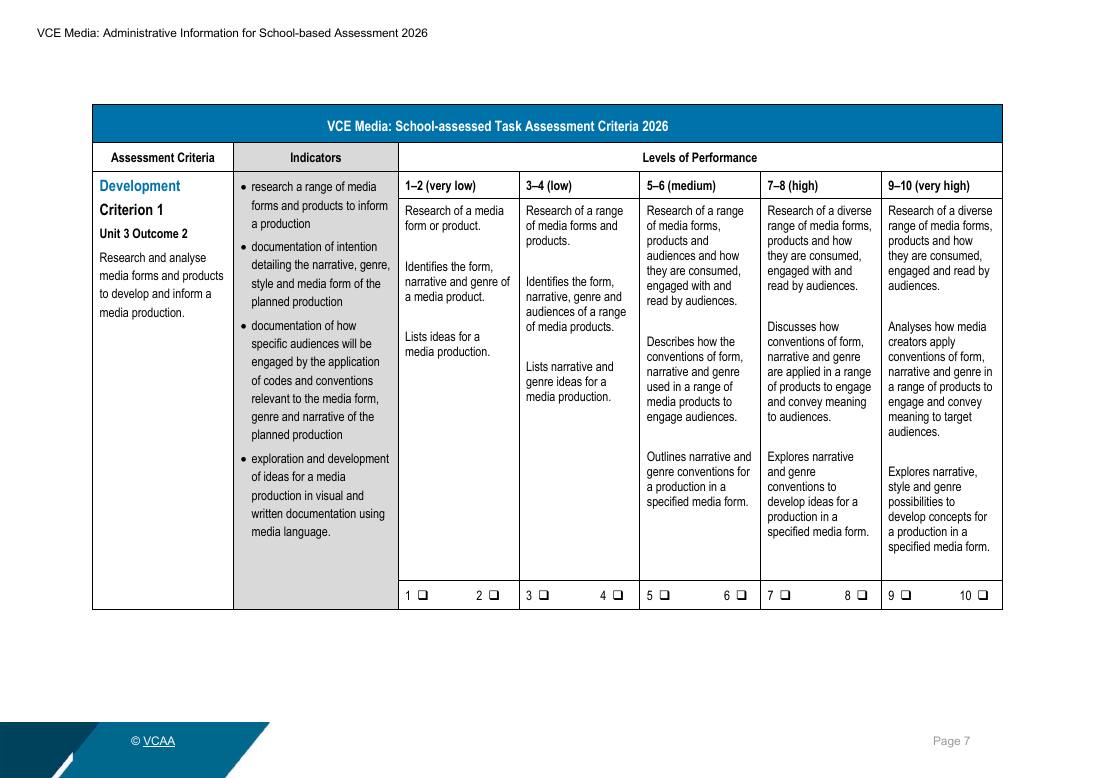 VCE Media: Administrative Information for School-based Assessment 2026
VCE Media: School-assessed Task Assessment Criteria 2026
Assessment Criteria
Indicators
Levels of Performance
Development
Criterion 1
Unit 3 Outcome 2
Research and analyse
media forms and products
to develop and inform a
media production.
• research a range of media
forms and products to inform
a production
• documentation of intention
detailing the narrative, genre,
style and media form of the
planned production
• documentation of how
specific audiences will be
engaged by the application
of codes and conventions
relevant to the media form,
genre and narrative of the
planned production
• exploration and development
of ideas for a media
production in visual and
written documentation using
media language.
1–2 (very low)
Research of a media
form or product.
Identifies the form,
narrative and genre of
a media product.
Lists ideas for a
media production.
1 ❑ 2 ❑
3–4 (low)
Research of a range
of media forms and
products.
Identifies the form,
narrative, genre and
audiences of a range
of media products.
Lists narrative and
genre ideas for a
media production.
3 ❑ 4 ❑
5–6 (medium)
Research of a range
of media forms,
products and
audiences and how
they are consumed,
engaged with and
read by audiences.
Describes how the
conventions of form,
narrative and genre
used in a range of
media products to
engage audiences.
Outlines narrative and
genre conventions for
a production in a
specified media form.
5 ❑ 6 ❑
7–8 (high)
Research of a diverse
range of media forms,
products and how
they are consumed,
engaged with and
read by audiences.
Discusses how
conventions of form,
narrative and genre
are applied in a range
of products to engage
and convey meaning
to audiences.
Explores narrative
and genre
conventions to
develop ideas for a
production in a
specified media form.
7 ❑ 8 ❑
9–10 (very high)
Research of a diverse
range of media forms,
products and how
they are consumed,
engaged and read by
audiences.
Analyses how media
creators apply
conventions of form,
narrative and genre in
a range of products to
engage and convey
meaning to target
audiences.
Explores narrative,
style and genre
possibilities to
develop concepts for
a production in a
specified media form.
9 ❑ 10 ❑
© VCAA
Page 7